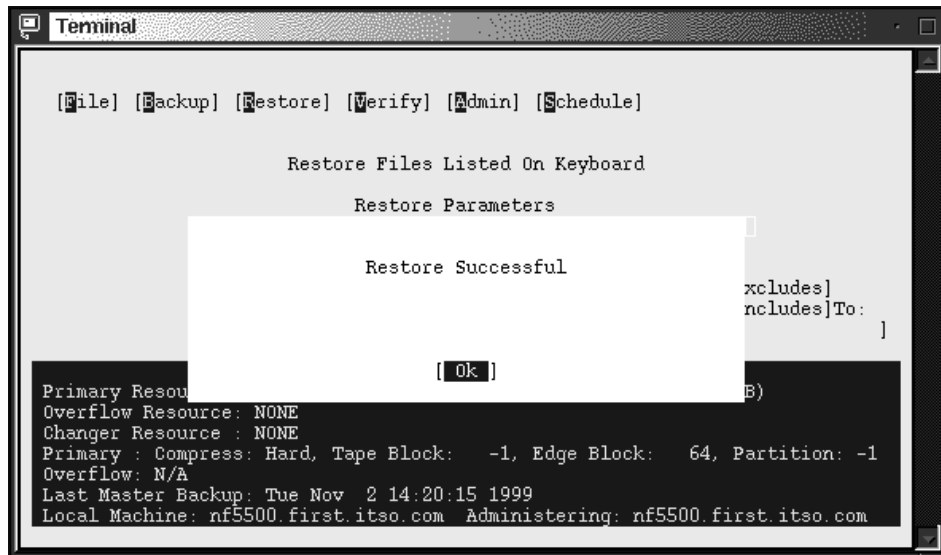 Terminal
[File] [Backup] [Restore] [Verify] [Admin] [Schedule]
Restore Files Listed On Keyboard
Restore Parameters
Restore Successful
xcludes]
ncludes]To:
]
[ Ok ]
Primary Resou B)
Overflow Resource: NONE
Changer Resource : NONE
Primary : Compress: Hard, Tape Block: -1, Edge Block: 64, Partition: -1
Overflow: N/A
Last Master Backup: Tue Nov 2 14:20:15 1999
Local Machine: nf5500.first.itso.com Administering: nf5500.first.itso.com